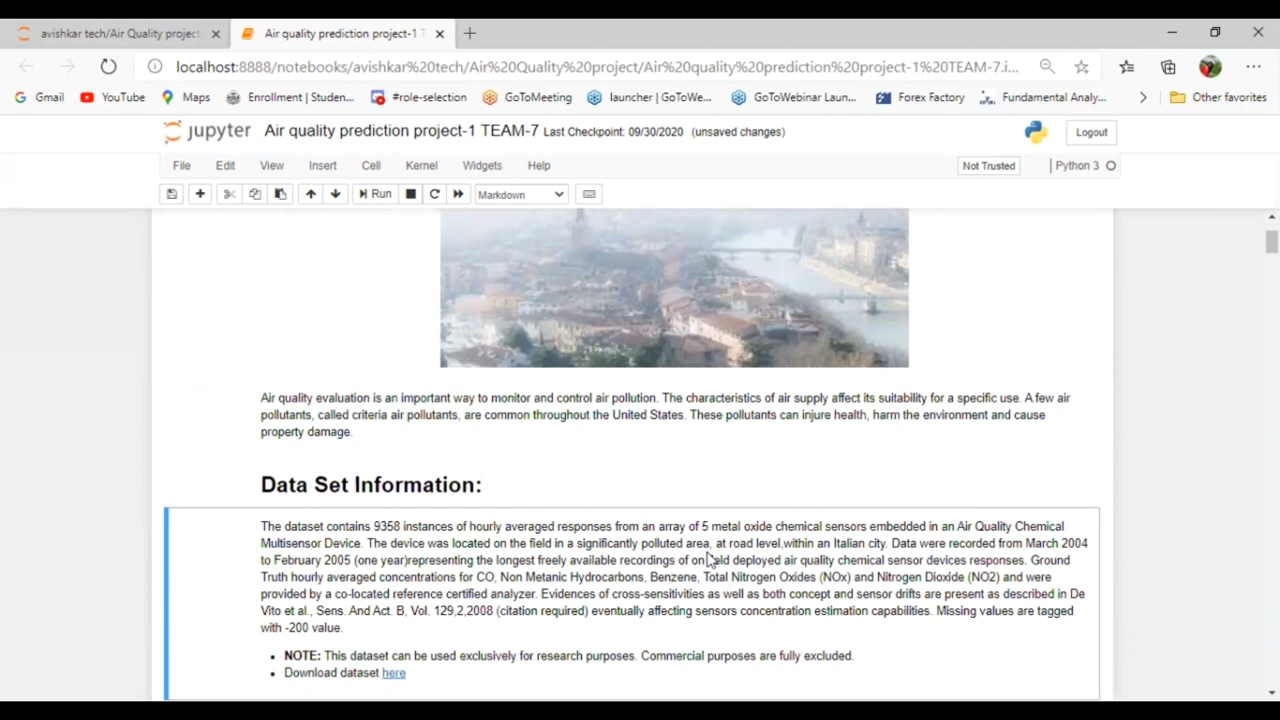 avishkar tech/Air Quality project
Air quality prediction project-1 T
localhost:8888/notebooks/avishkar%20tech/Air%20Quality%20project/Air%20quality%20prediction%20project-1%20TEAM-7.i...
Gmail YouTube Maps Enrollment | Studen... #role-selection GoToMeeting launcher | GoToWe... GoToWebinar Laun... Forex Factory Fundamental Analy... Other favorites
jupyter Air quality prediction project-1 TEAM-7 Last Checkpoint: 09/30/2020 (unsaved changes) Logout
File Edit View Insert Cell Kernel Widgets Help Not Trusted Python 3
Run Markdown
Air quality evaluation is an important way to monitor and control air pollution. The characteristics of air supply affect its suitability for a specific use. A few air
pollutants, called criteria air pollutants, are common throughout the United States. These pollutants can injure health, harm the environment and cause
property damage.
Data Set Information:
The dataset contains 9358 instances of hourly averaged responses from an array of 5 metal oxide chemical sensors embedded in an Air Quality Chemical
Multisensor Device. The device was located on the field in a significantly polluted area, at road level,within an Italian city. Data were recorded from March 2004
to February 2005 (one year)representing the longest freely available recordings of on field deployed air quality chemical sensor devices responses. Ground
Truth hourly averaged concentrations for CO, Non Metanic Hydrocarbons, Benzene, Total Nitrogen Oxides (NOx) and Nitrogen Dioxide (NO2) and were
provided by a co-located reference certified analyzer. Evidences of cross-sensitivities as well as both concept and sensor drifts are present as described in De
Vito et al., Sens. And Act. B, Vol. 129,2,2008 (citation required) eventually affecting sensors concentration estimation capabilities. Missing values are tagged
with -200 value.
NOTE: This dataset can be used exclusively for research purposes. Commercial purposes are fully excluded.
Download dataset here